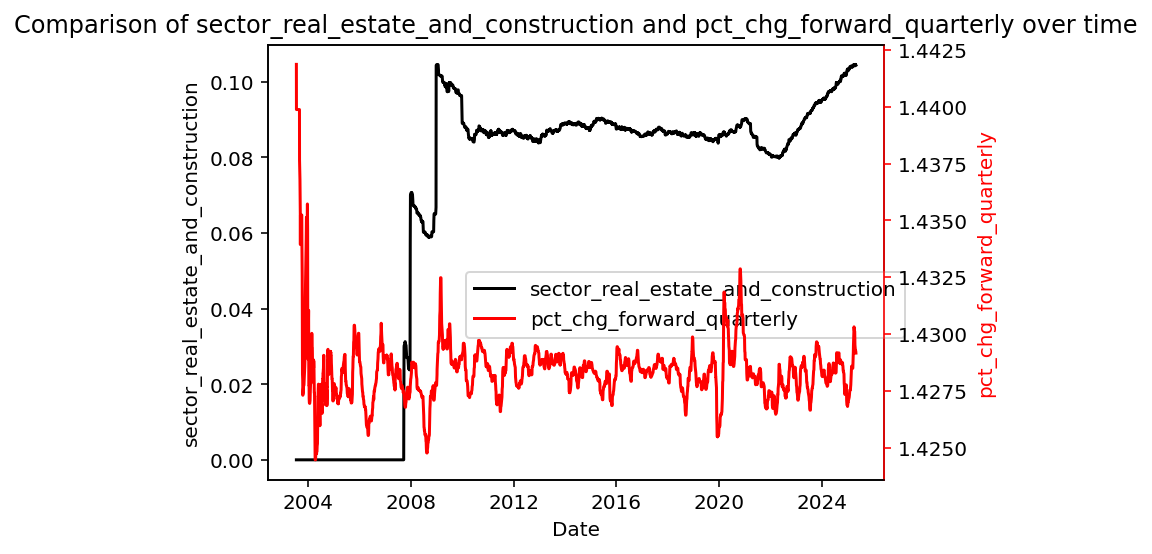 Comparison of sector_real_estate_and_construction and pct_chg_forward_quarterly over time
sector_real_estate_and_construction
0.10
0.08
0.06
0.04
0.02
0.00
1.4425
1.4400
1.4375
1.4350
1.4325
1.4300
1.4275
1.4250
pct_chg_forward_quarterly
sector_real_estate_and_construction
pct_chg_forward_quarterly
2004 2008 2012 2016 2020 2024
Date